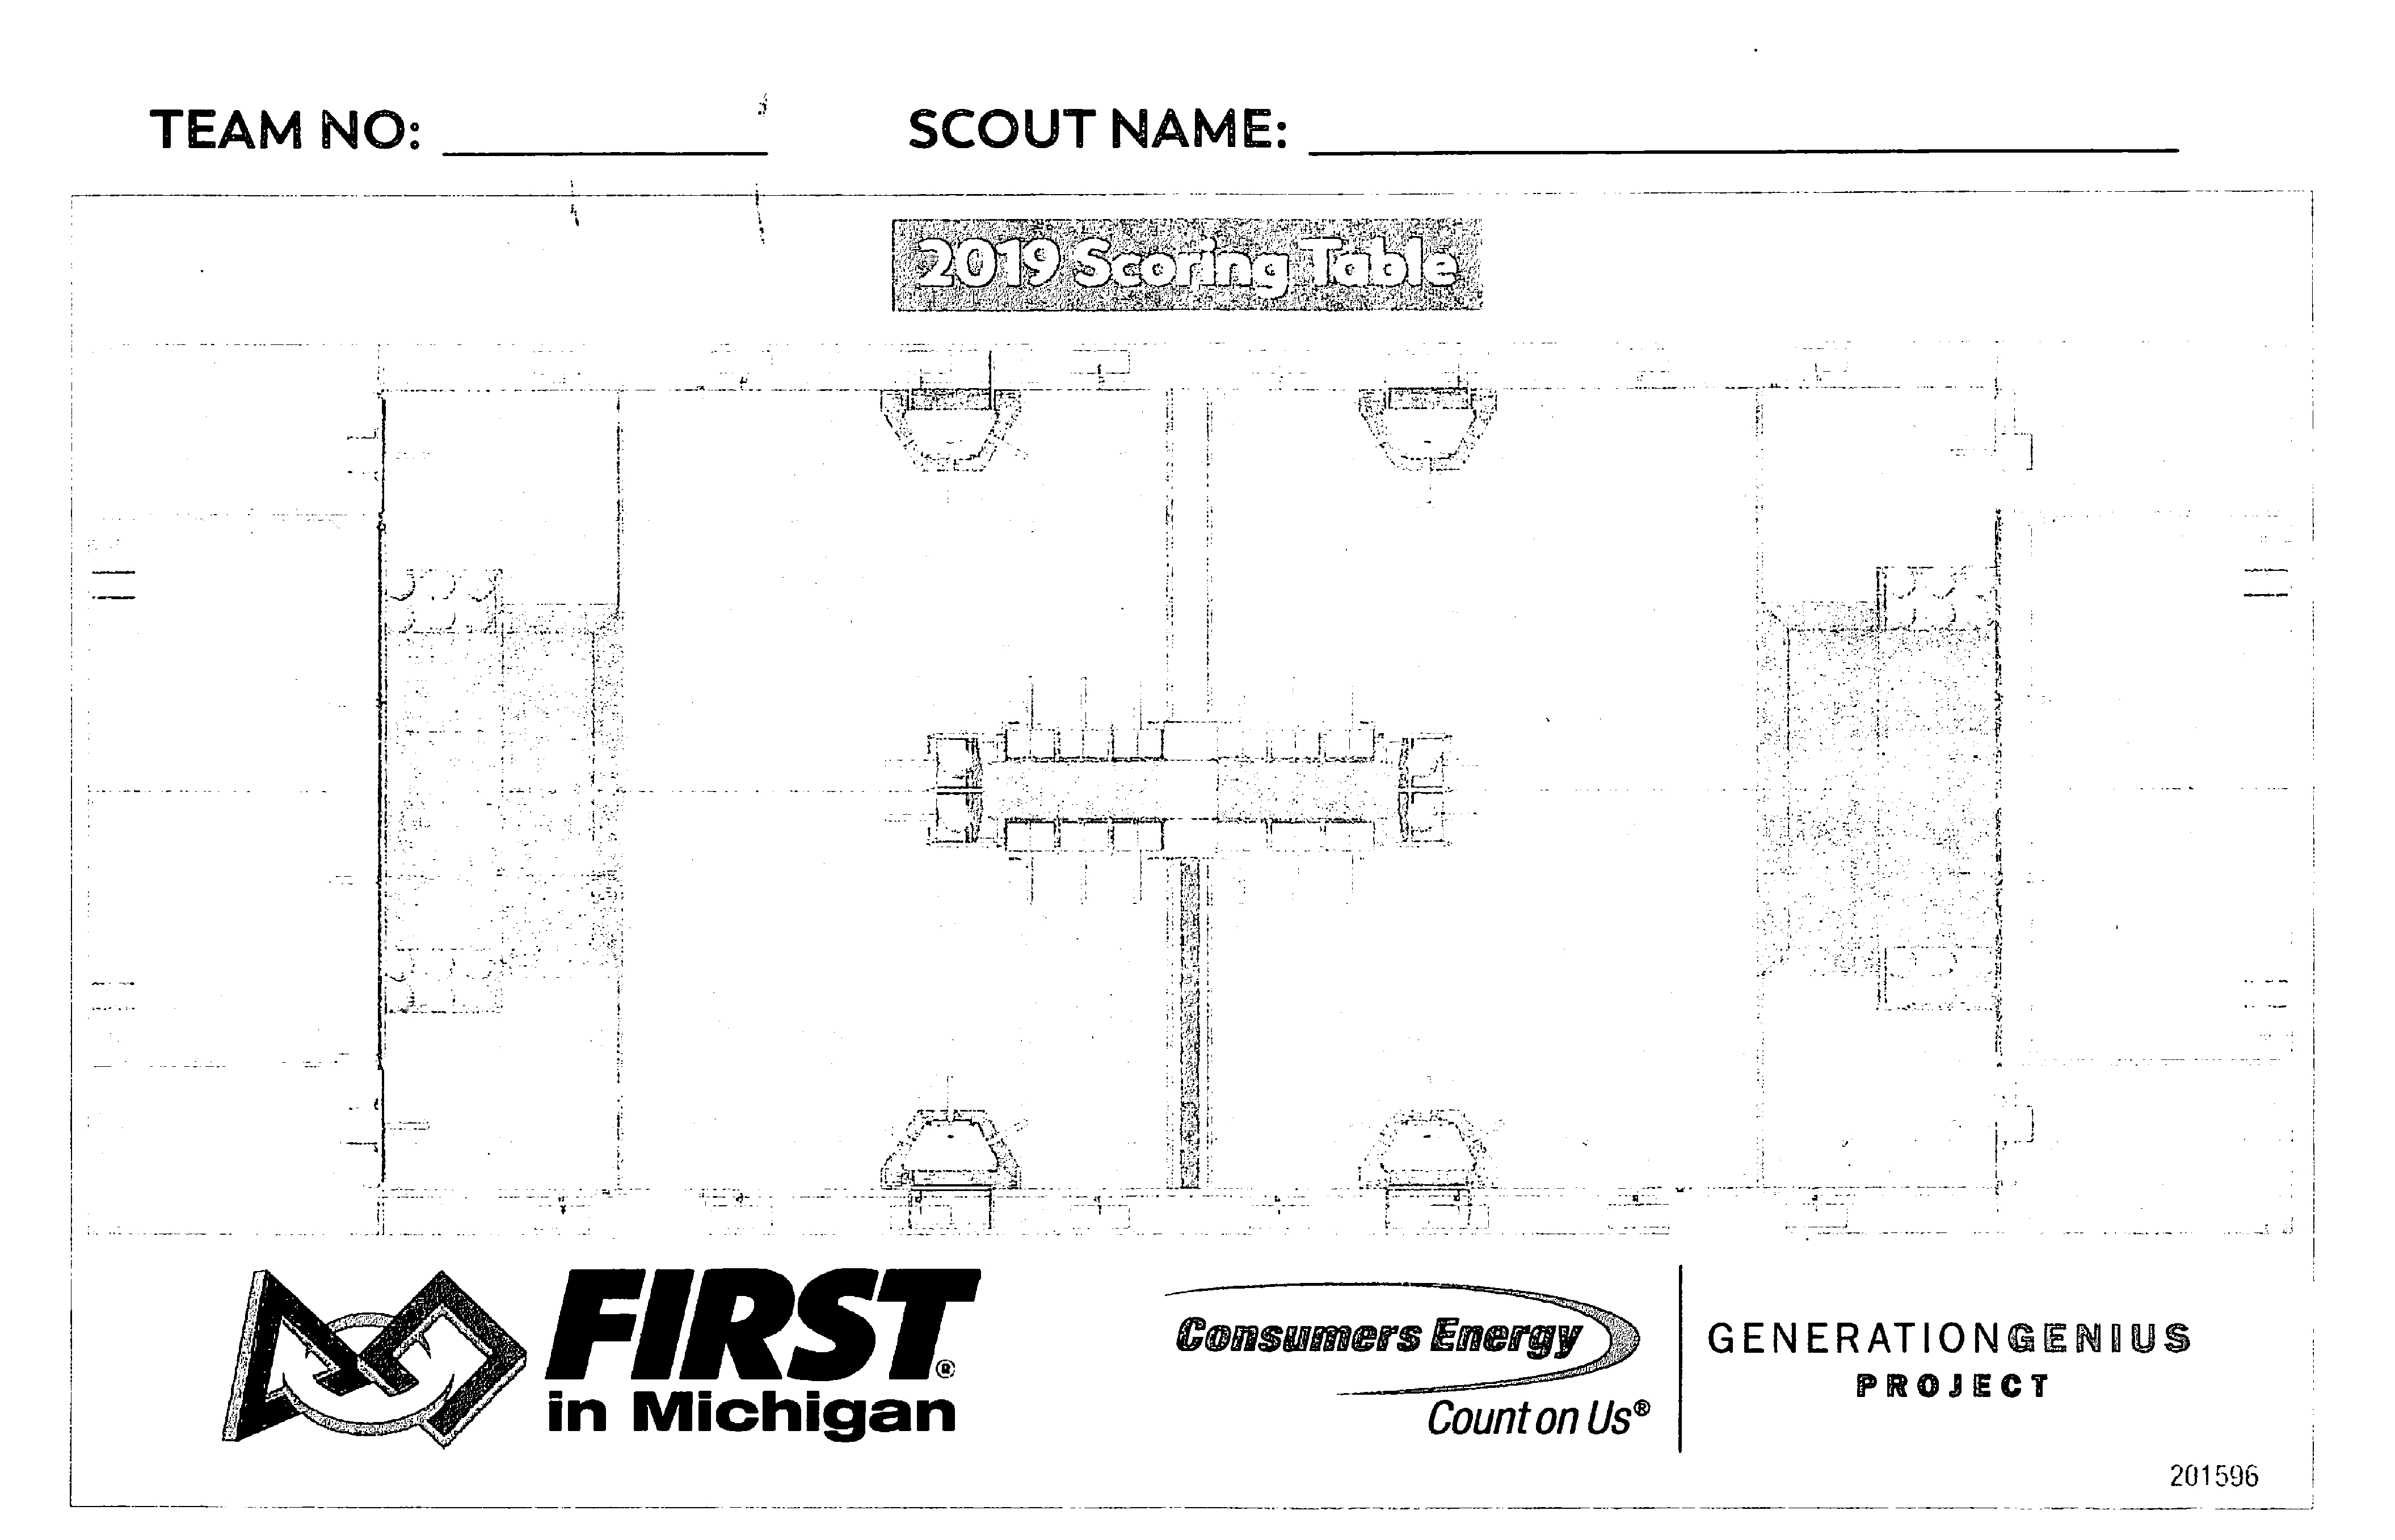 TEAM NO: ____________ SCOUT NAME: ________________________________
2019 Scoring Table
FIRST®
in Michigan
Consumers Energy
Count on Us®
GENERATIONGENIUS
PROJECT
201596